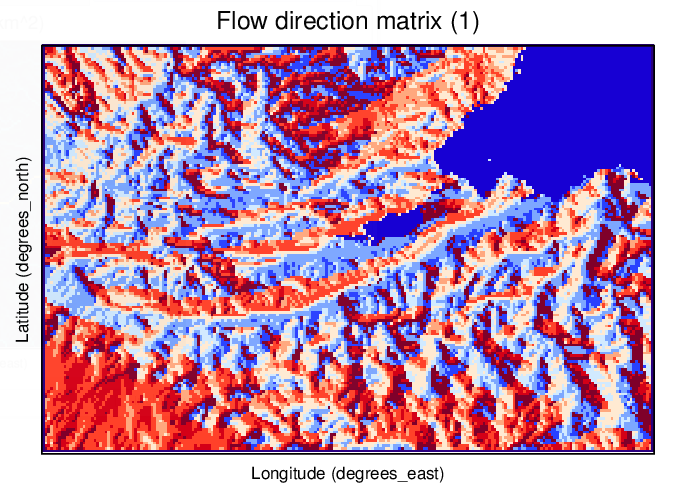 Flow direction matrix (1)
Latitude (degrees_north)
Longitude (degrees_east)